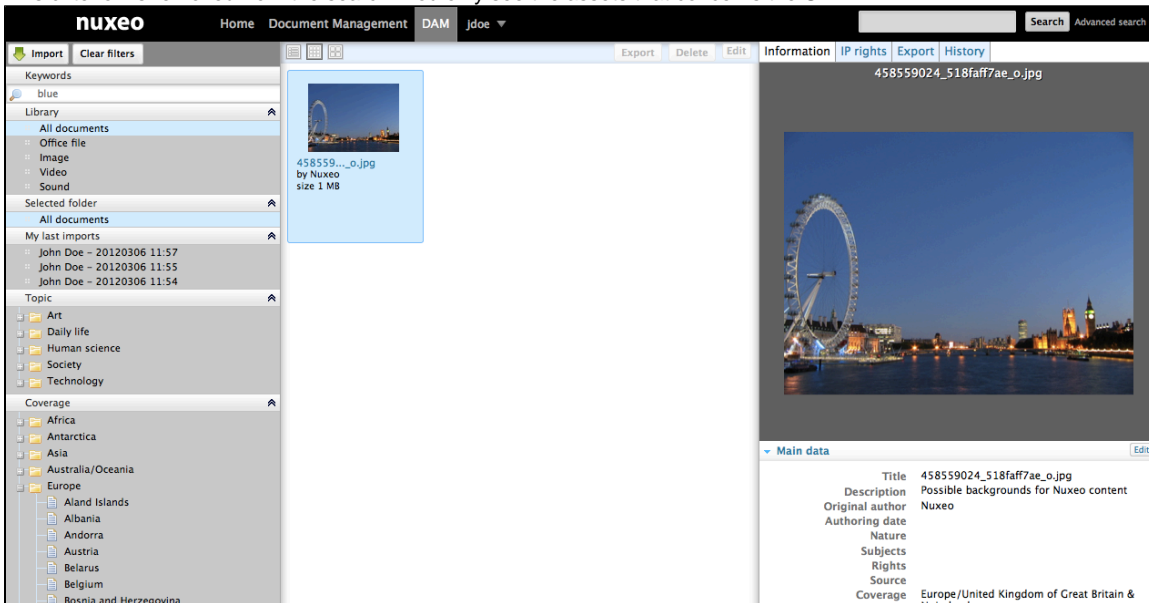 nuxeo
Home Document Management DAM jdoe
Search Advanced search
Import Clear filters
Keywords
blue
Library
All documents
Office file
Image
Video
Sound
Selected folder
All documents
My last imports
John Doe - 20120306 11:57
John Doe - 20120306 11:55
John Doe - 20120306 11:54
Topic
Art
Daily life
Human science
Society
Technology
Coverage
Africa
Antarctica
Asia
Australia/Oceania
Europe
Aland Islands
Albania
Andorra
Austria
Belarus
Belgium
Bosnia and Herzegovina
Export Delete Edit
458559..._o.jpg
by Nuxeo
size 1 MB
Information IP rights Export History
458559024_518faff7ae_o.jpg
Main data Edit
Title 458559024_518faff7ae_o.jpg
Description Possible backgrounds for Nuxeo content
Original author Nuxeo
Authoring date
Nature
Subjects
Rights
Source
Coverage Europe/United Kingdom of Great Britain &